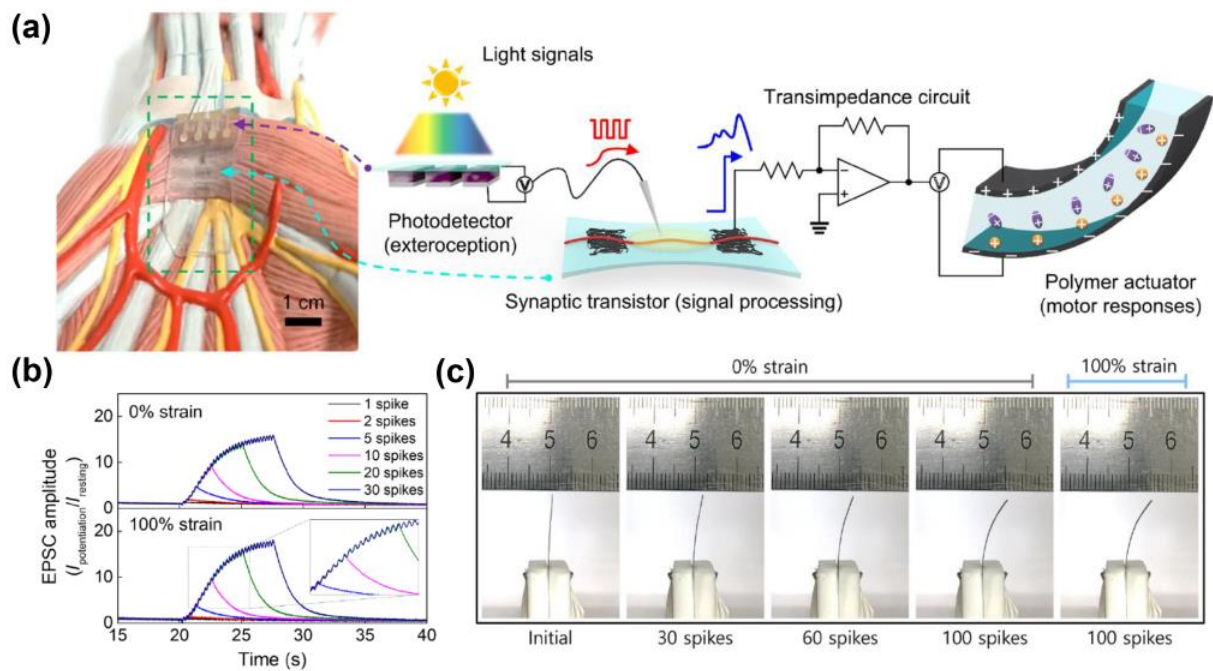 (a)
Light signals
Transimpedance circuit
Photodetector
(exteroception)
V
V
Synaptic transistor (signal processing)
Polymer actuator
(motor responses)
1 cm
(b)
0% strain
1 spike
2 spikes
5 spikes
10 spikes
20 spikes
30 spikes
100% strain
EPSC amplitude
(I potentiation/I resting)
20
10
0
20
10
0
15 20 25 30 35 40
Time (s)
(c)
0% strain
100% strain
4 5 6
4 5 6
4 5 6
4 5 6
4 5 6
Initial
30 spikes
60 spikes
100 spikes
100 spikes